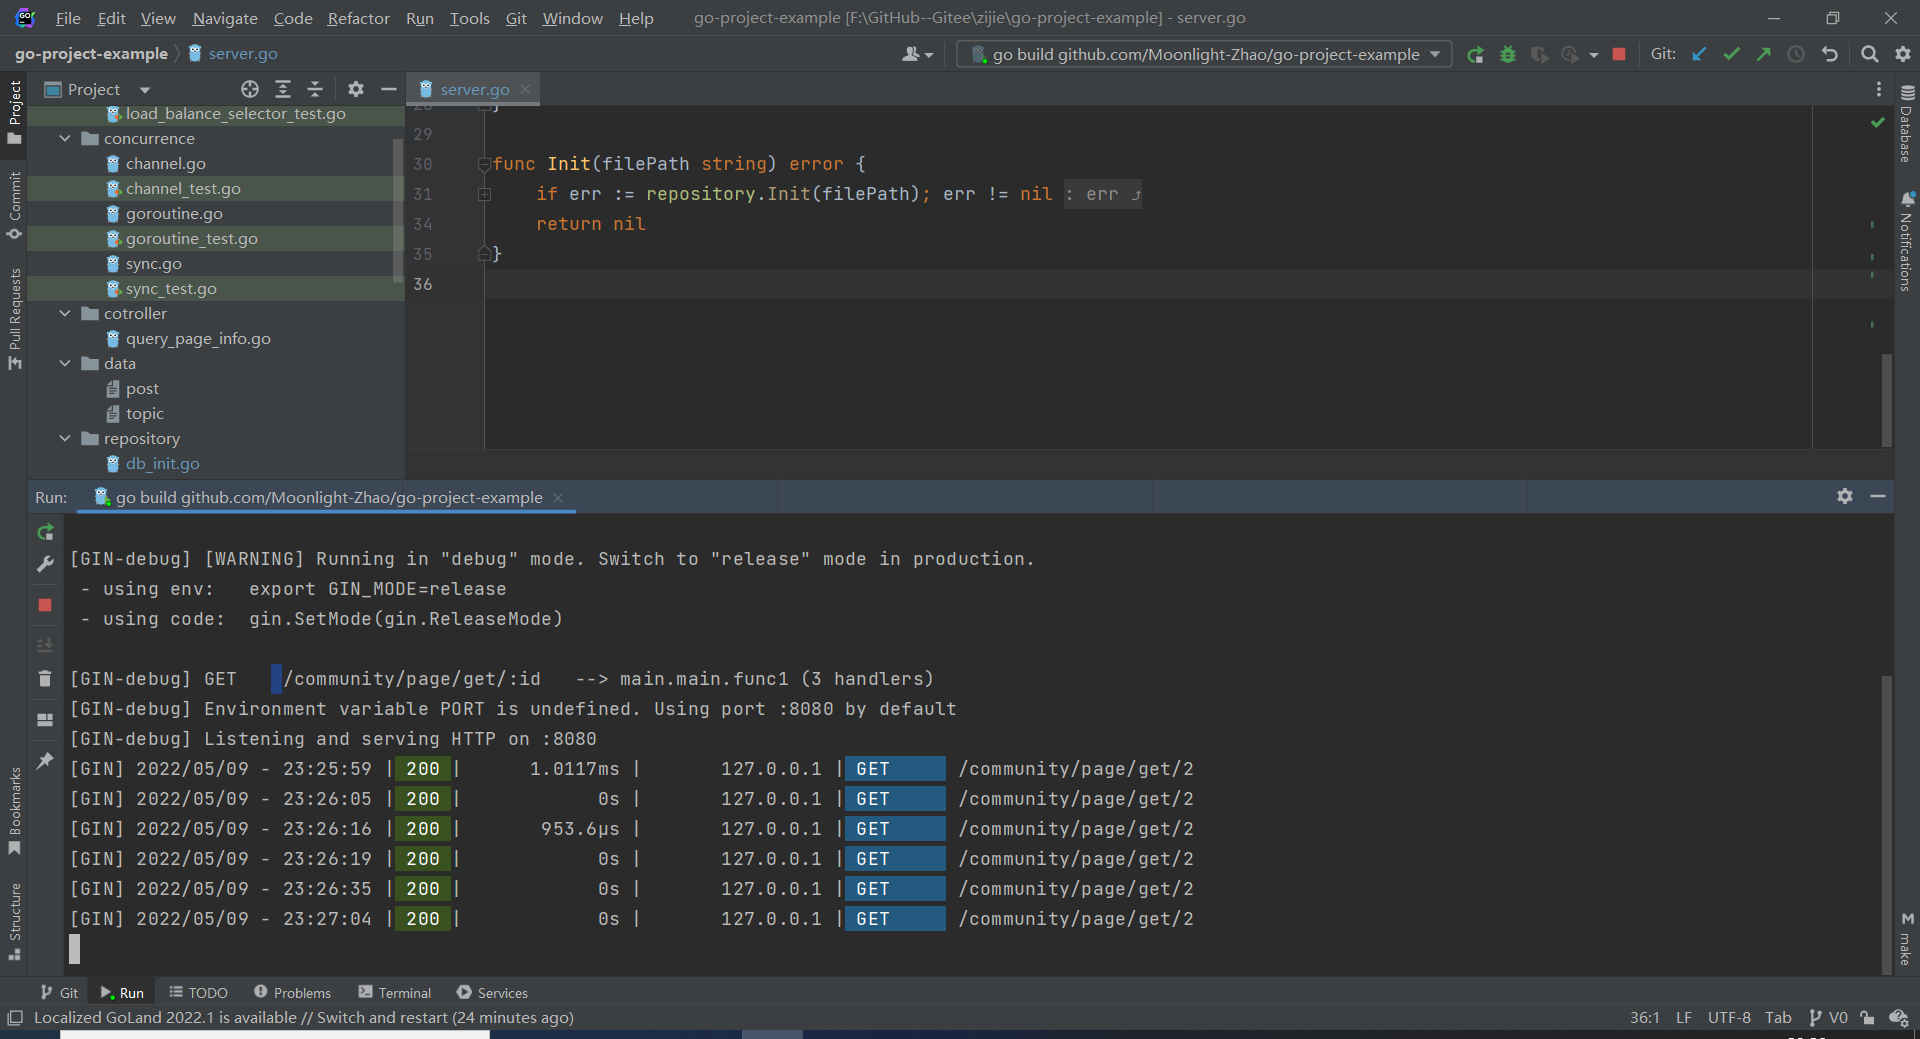 File Edit View Navigate Code Refactor Run Tools Git Window Help go-project-example [F:\GitHub--Gitee\zijie\go-project-example] - server.go
go-project-example server.go
go build github.com/Moonlight-Zhao/go-project-example
Git:
Project
server.go
load_balance_selector_test.go
concurrence
channel.go
channel_test.go
goroutine.go
goroutine_test.go
sync.go
sync_test.go
cotroller
query_page_info.go
data
post
topic
repository
db_init.go
29
30 func Init(filePath string) error {
31 if err := repository.Init(filePath); err != nil : err
34 return nil
35 }
36
Project
Commit
Pull Requests
Bookmarks
Structure
Database
Notifications
make
Run: go build github.com/Moonlight-Zhao/go-project-example
[GIN-debug] [WARNING] Running in "debug" mode. Switch to "release" mode in production.
- using env: export GIN_MODE=release
- using code: gin.SetMode(gin.ReleaseMode)
[GIN-debug] GET /community/page/get/:id --> main.main.func1 (3 handlers)
[GIN-debug] Environment variable PORT is undefined. Using port :8080 by default
[GIN-debug] Listening and serving HTTP on :8080
[GIN] 2022/05/09 - 23:25:59 | 200 | 1.0117ms | 127.0.0.1 | GET /community/page/get/2
[GIN] 2022/05/09 - 23:26:05 | 200 | 0s | 127.0.0.1 | GET /community/page/get/2
[GIN] 2022/05/09 - 23:26:16 | 200 | 953.6µs | 127.0.0.1 | GET /community/page/get/2
[GIN] 2022/05/09 - 23:26:19 | 200 | 0s | 127.0.0.1 | GET /community/page/get/2
[GIN] 2022/05/09 - 23:26:35 | 200 | 0s | 127.0.0.1 | GET /community/page/get/2
[GIN] 2022/05/09 - 23:27:04 | 200 | 0s | 127.0.0.1 | GET /community/page/get/2
Git Run TODO Problems Terminal Services
Localized GoLand 2022.1 is available // Switch and restart (24 minutes ago) 36:1 LF UTF-8 Tab V0